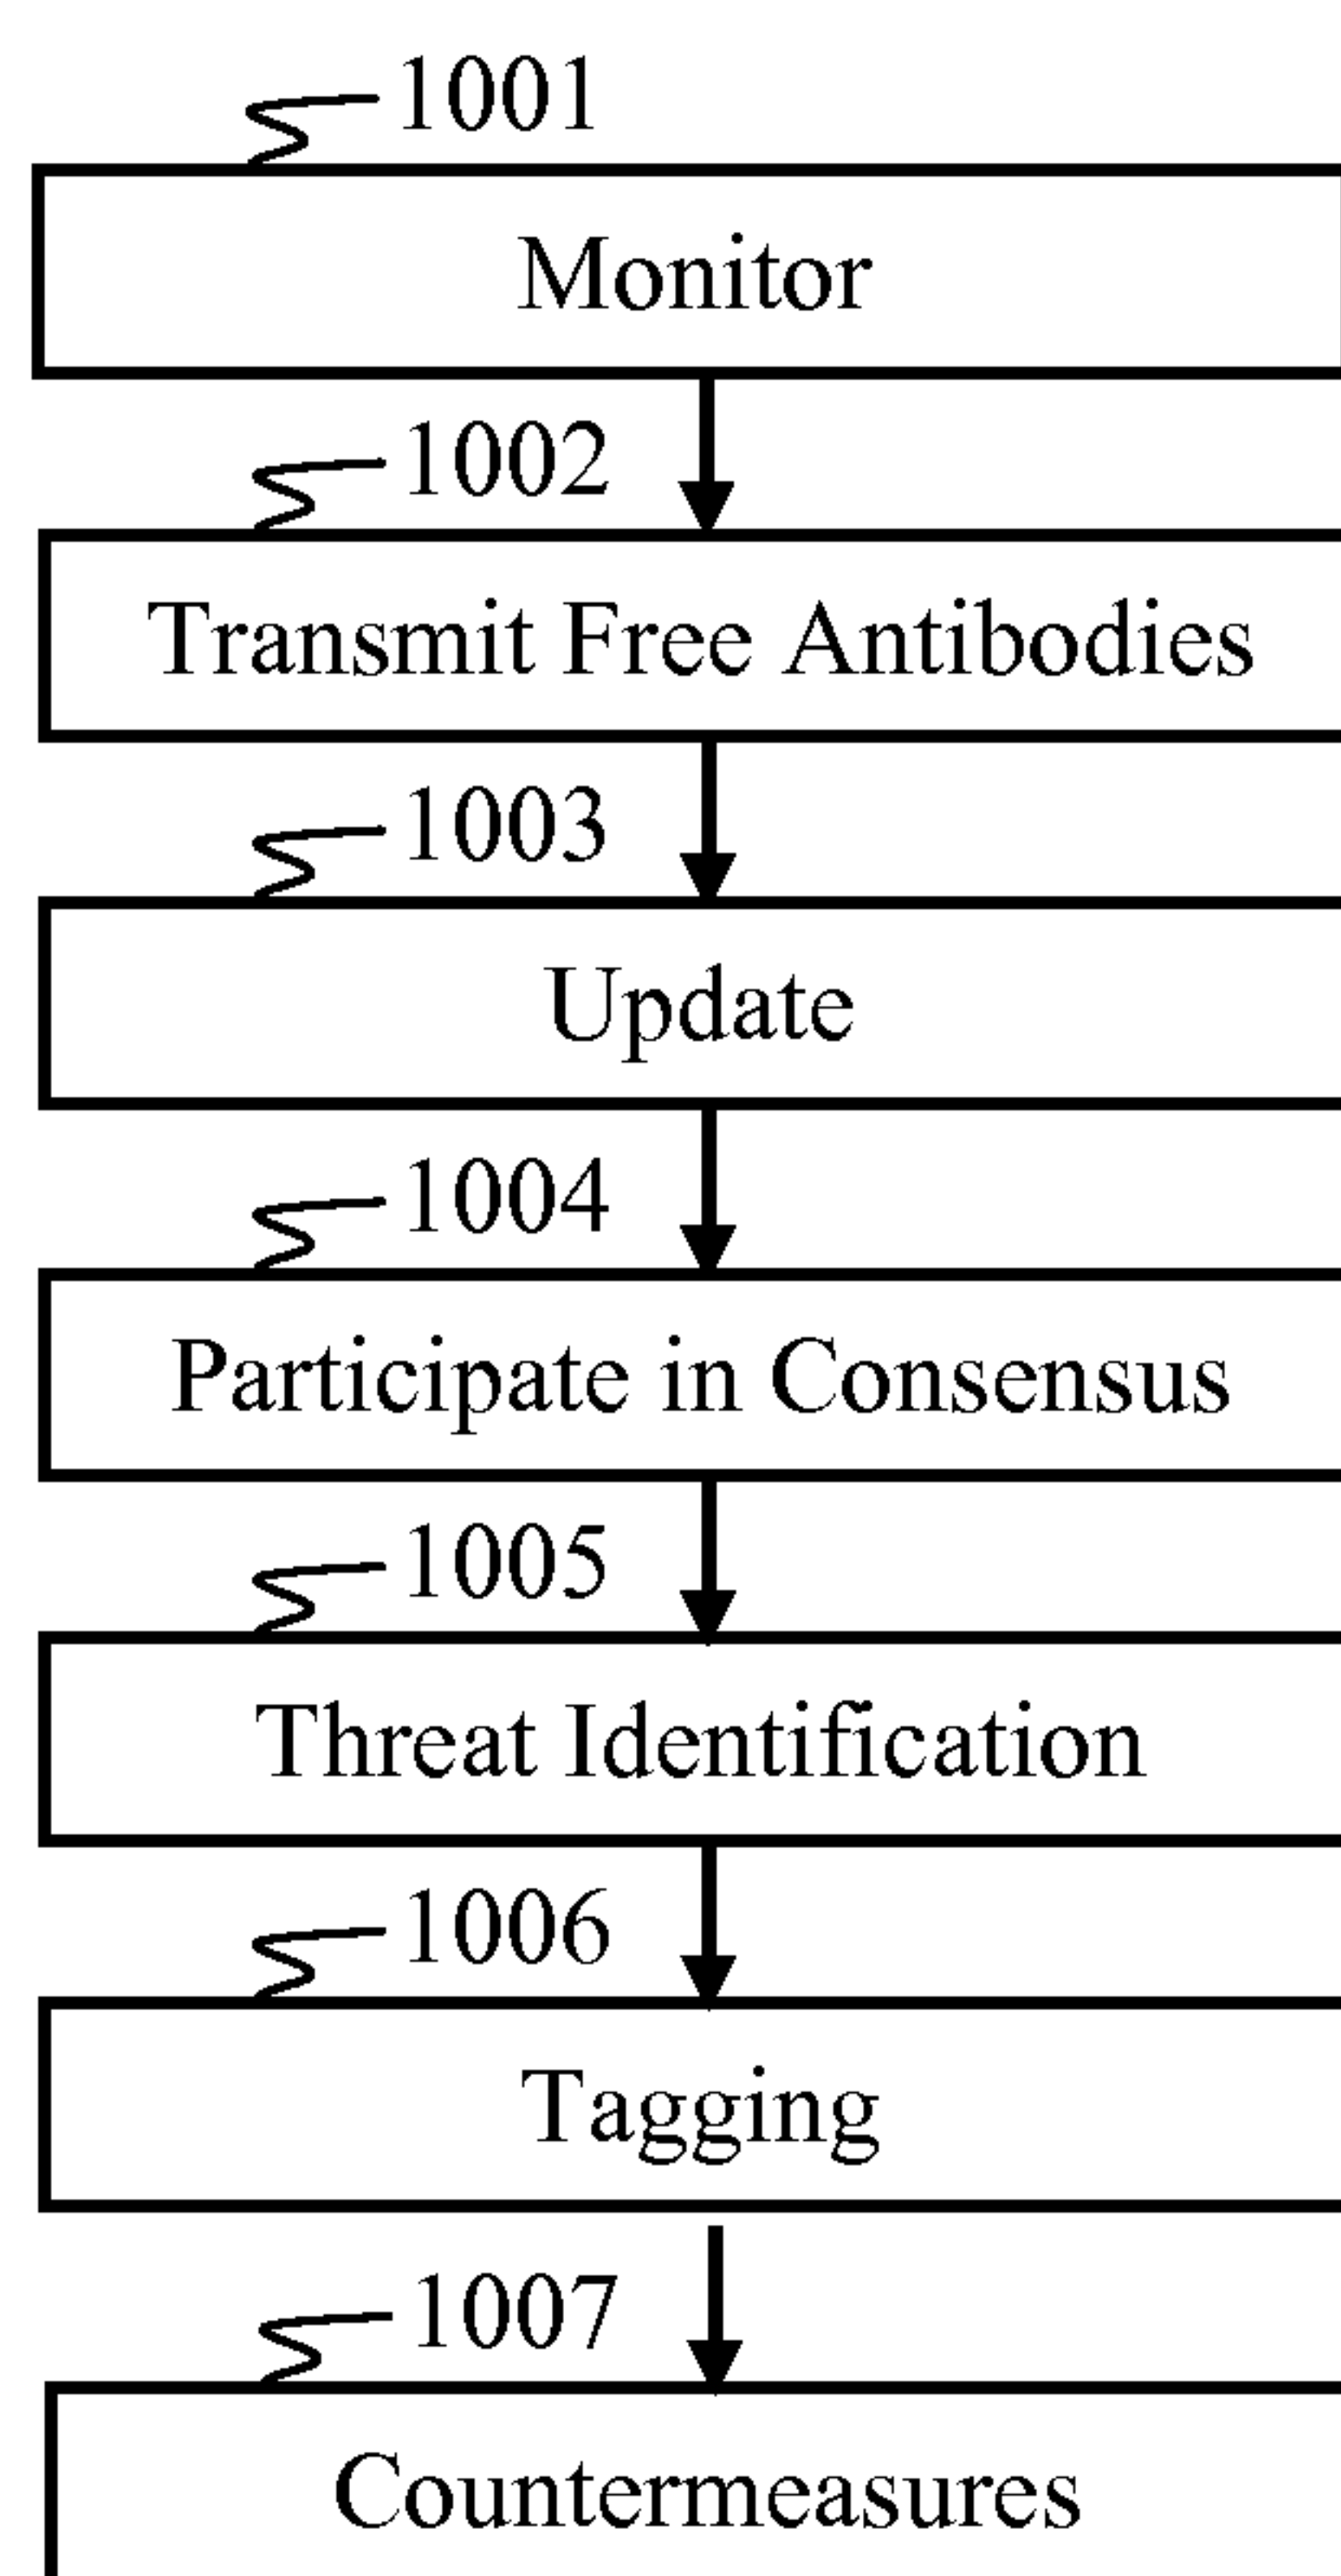 1001
Monitor
1002
Transmit Free Antibodies
1003
Update
1004
Participate in Consensus
1005
Threat Identification
1006
Tagging
1007
Countermeasures